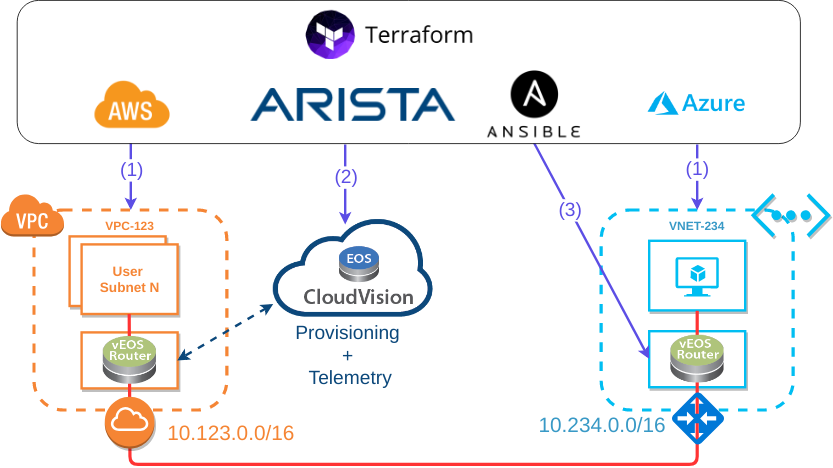 Terraform
AWS
ARISTA
ANSIBLE
Azure
(1)
(2)
(1)
(3)
VPC
VPC-123
VNET-234
User
Subnet N
EOS
CloudVision
vEOS
Router
Provisioning
+
Telemetry
vEOS
Router
10.123.0.0/16
10.234.0.0/16